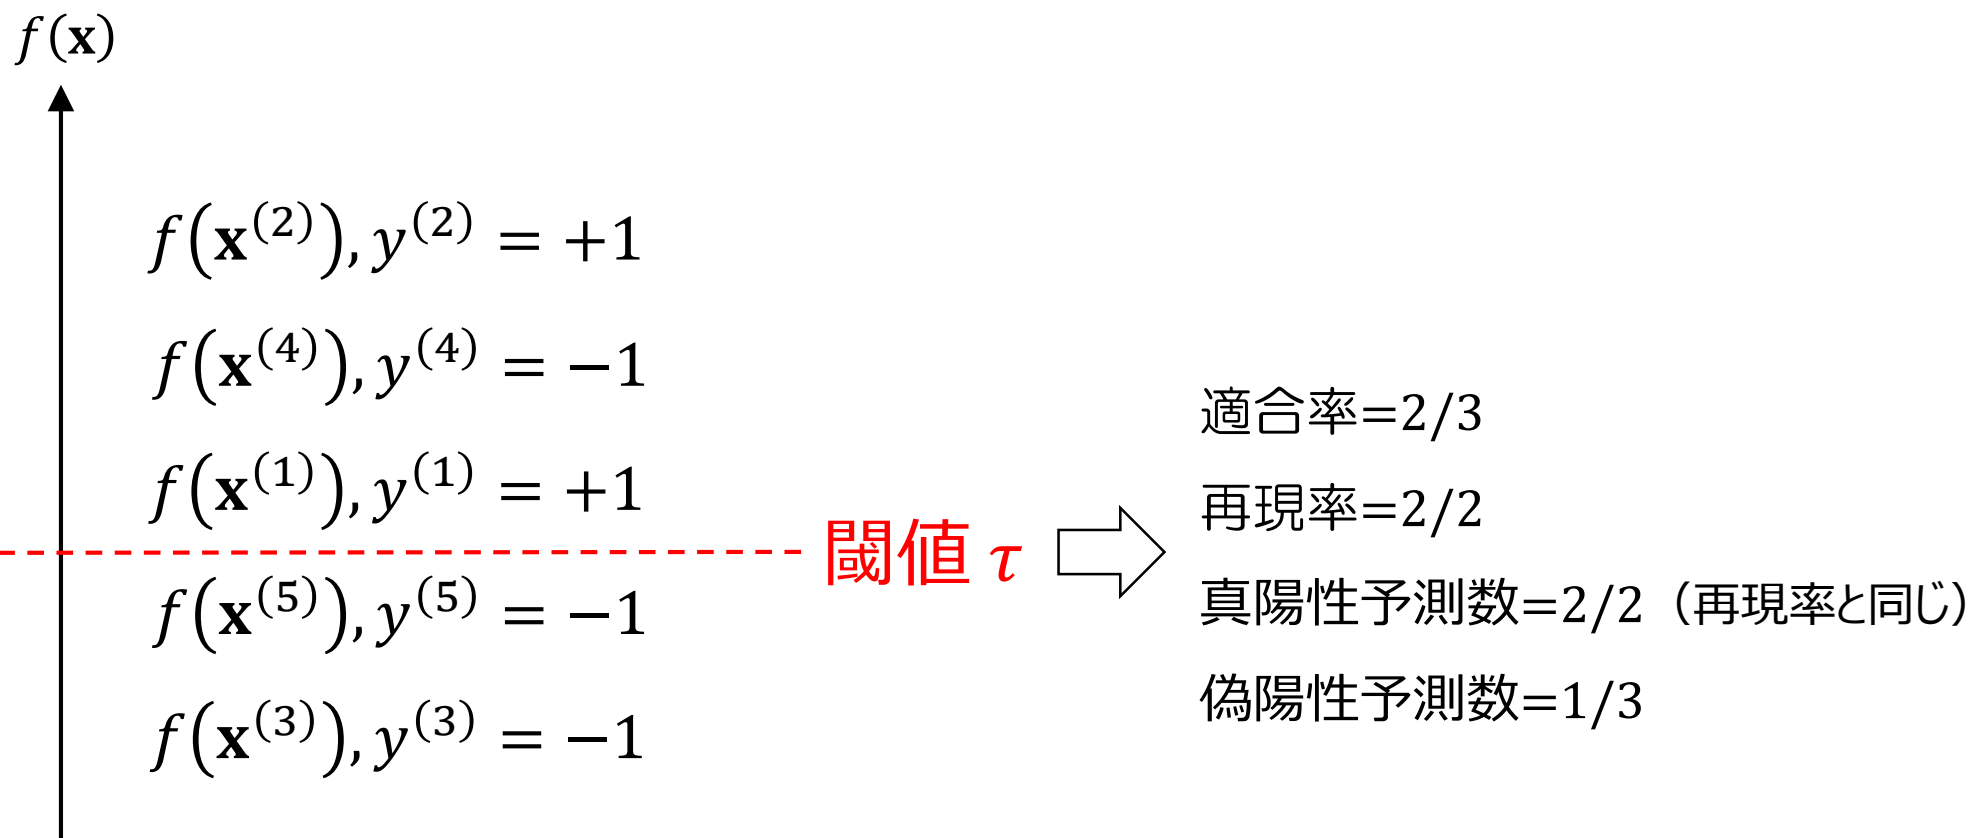 f(x)
f(x⁽²⁾), y⁽²⁾ = +1
f(x⁽⁴⁾), y⁽⁴⁾ = −1
f(x⁽¹⁾), y⁽¹⁾ = +1
閾値 τ
f(x⁽⁵⁾), y⁽⁵⁾ = −1
f(x⁽³⁾), y⁽³⁾ = −1
適合率=2/3
再現率=2/2
真陽性予測数=2/2（再現率と同じ）
偽陽性予測数=1/3